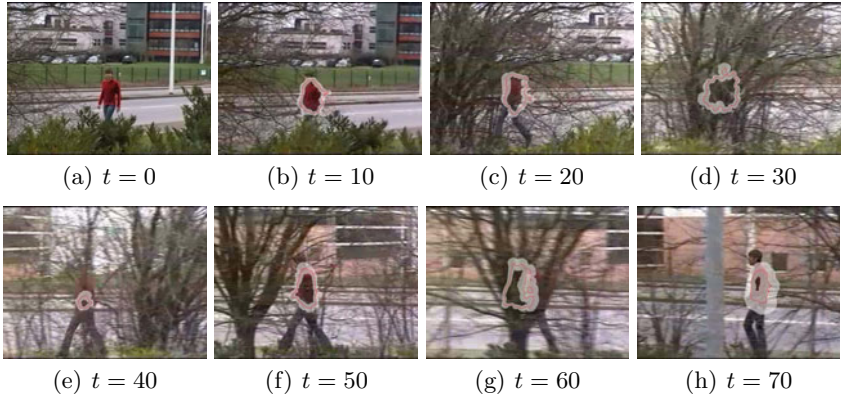 (a) t = 0
(b) t = 10
(c) t = 20
(d) t = 30
(e) t = 40
(f) t = 50
(g) t = 60
(h) t = 70